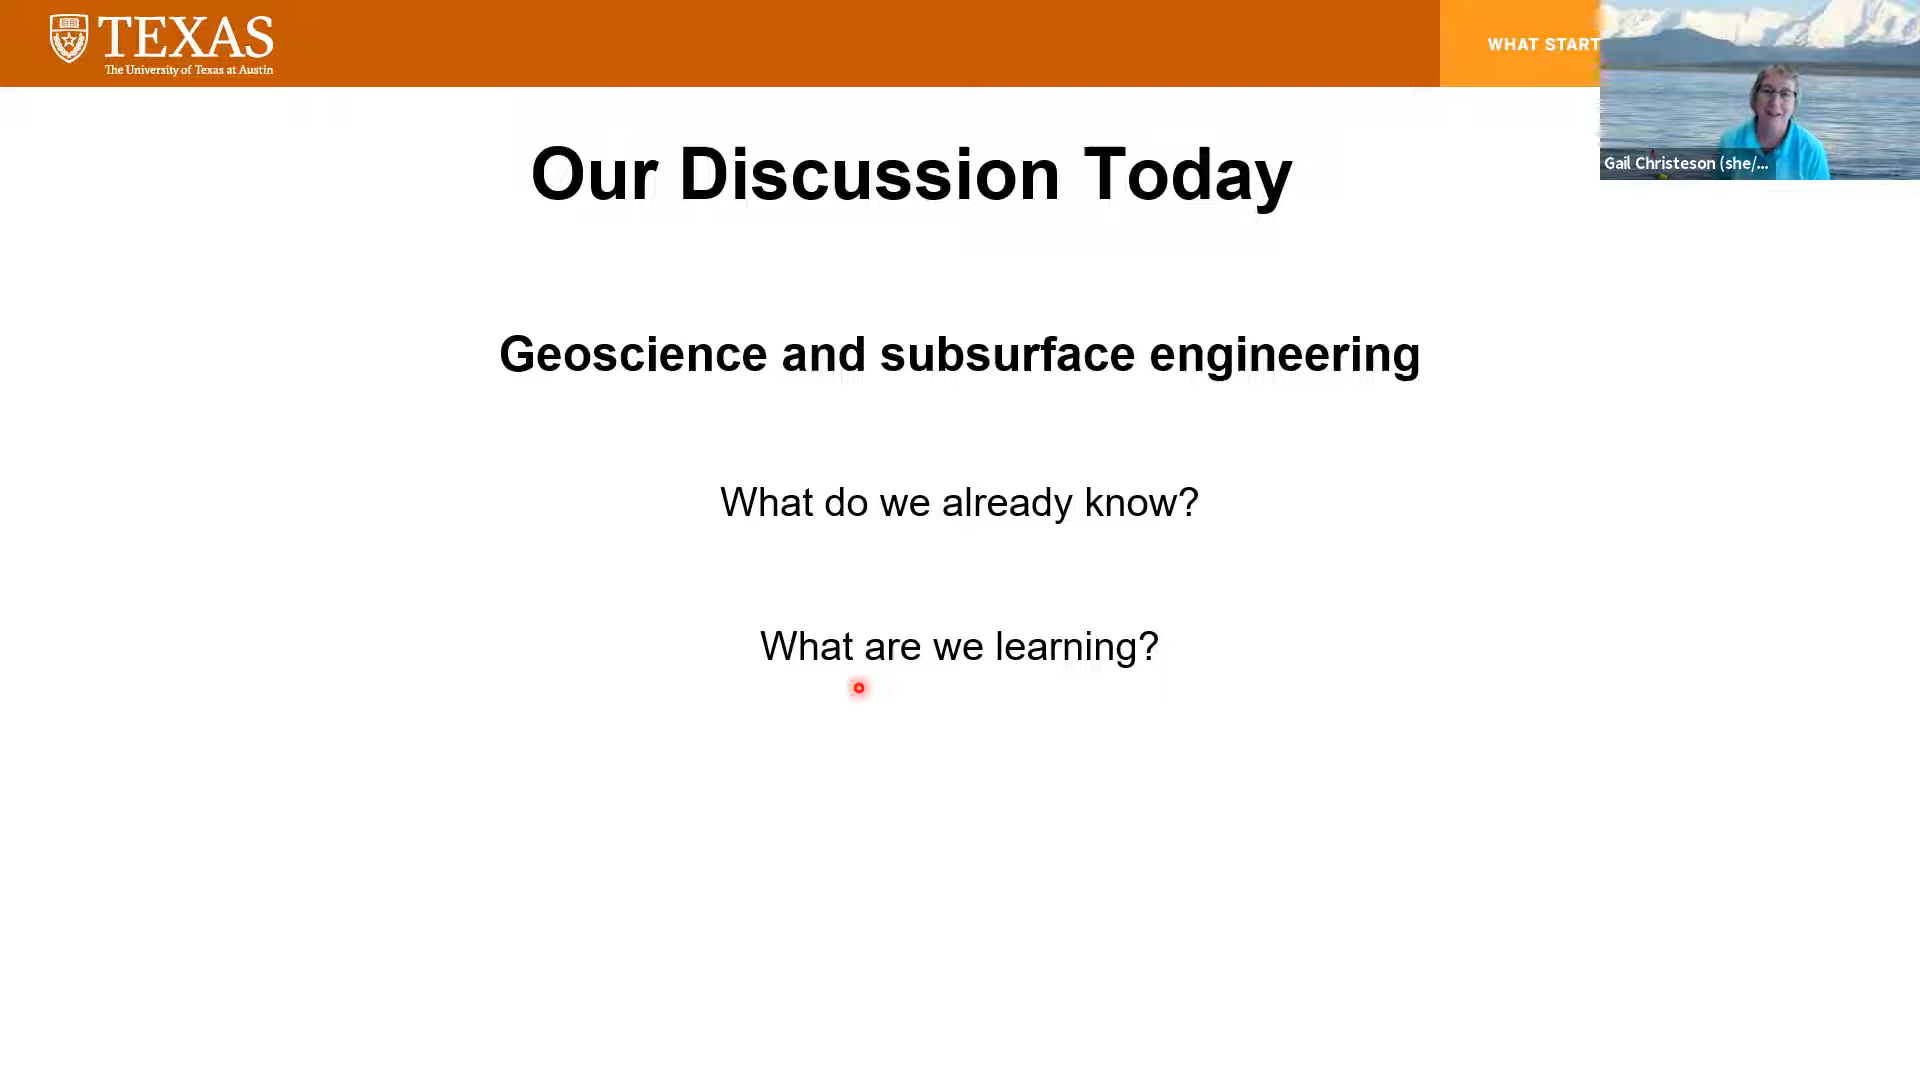 TEXAS
The University of Texas at Austin
WHAT START
Gail Christeson (she/...
Our Discussion Today
Geoscience and subsurface engineering
What do we already know?
What are we learning?